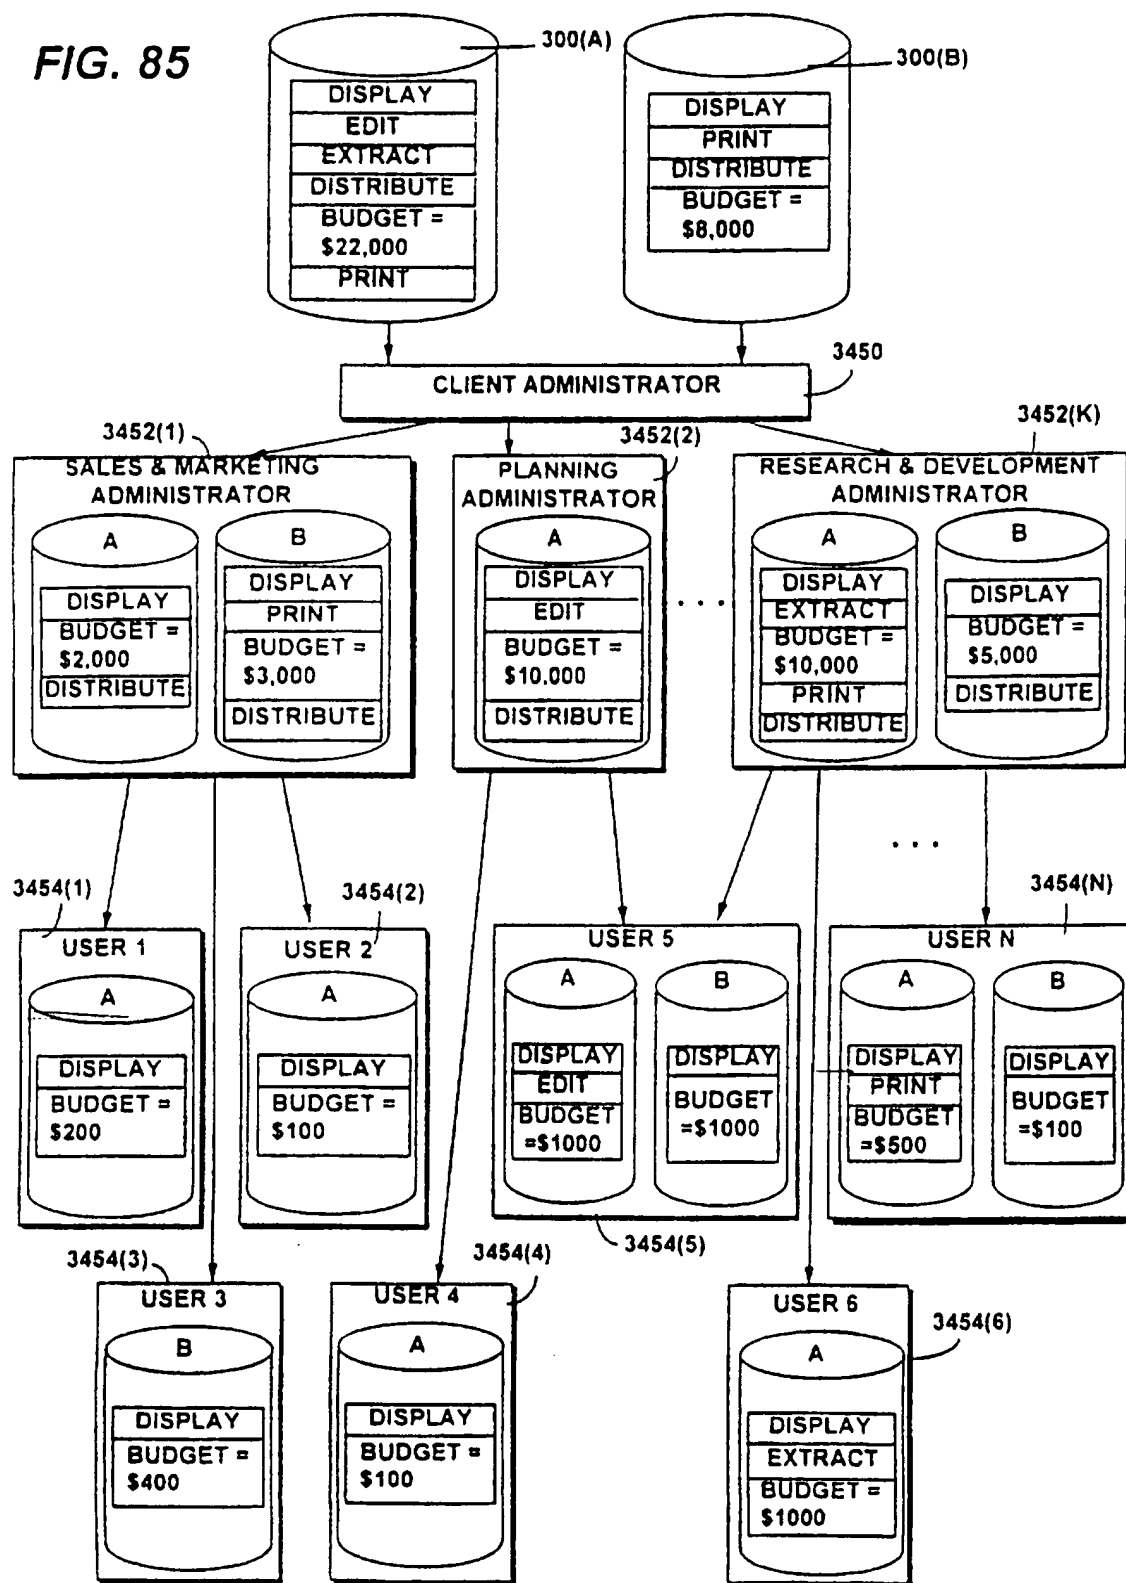 FIG. 85
300(A)
DISPLAY
EDIT
EXTRACT
DISTRIBUTE
BUDGET =
$22,000
PRINT
300(B)
DISPLAY
PRINT
DISTRIBUTE
BUDGET =
$8,000
3450
CLIENT ADMINISTRATOR
3452(1)
SALES & MARKETING
ADMINISTRATOR
A
DISPLAY
BUDGET =
$2,000
DISTRIBUTE
B
DISPLAY
PRINT
BUDGET =
$3,000
DISTRIBUTE
3452(2)
PLANNING
ADMINISTRATOR
A
DISPLAY
EDIT
BUDGET =
$10,000
DISTRIBUTE
. . .
3452(K)
RESEARCH & DEVELOPMENT
ADMINISTRATOR
A
DISPLAY
EXTRACT
BUDGET =
$10,000
PRINT
DISTRIBUTE
B
DISPLAY
BUDGET =
$5,000
DISTRIBUTE
. . .
3454(1)
USER 1
A
DISPLAY
BUDGET =
$200
3454(2)
USER 2
A
DISPLAY
BUDGET =
$100
USER 5
A
DISPLAY
EDIT
BUDGET
=$1000
B
DISPLAY
BUDGET
=$1000
3454(5)
3454(N)
USER N
A
DISPLAY
PRINT
BUDGET
=$500
B
DISPLAY
BUDGET
=$100
3454(3)
USER 3
B
DISPLAY
BUDGET =
$400
3454(4)
USER 4
A
DISPLAY
BUDGET =
$100
3454(6)
USER 6
A
DISPLAY
EXTRACT
BUDGET =
$1000